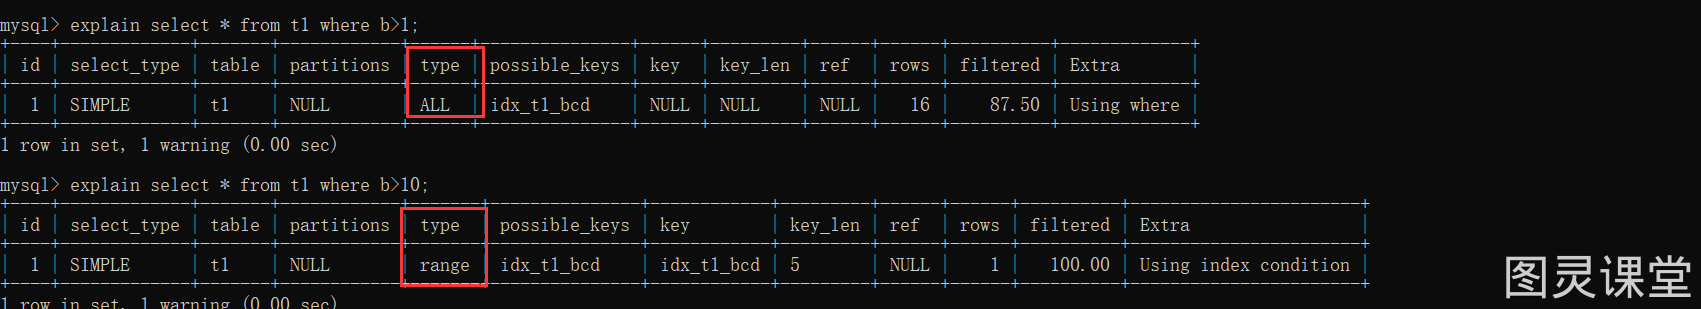 mysql> explain select * from t1 where b>1;
+----+-------------+-------+------------+------+---------------+------+---------+------+------+----------+-------------+
| id | select_type | table | partitions | type | possible_keys | key | key_len | ref | rows | filtered | Extra |
+----+-------------+-------+------------+------+---------------+------+---------+------+------+----------+-------------+
| 1 | SIMPLE | t1 | NULL | ALL | idx_t1_bcd | NULL | NULL | NULL | 16 | 87.50 | Using where |
+----+-------------+-------+------------+------+---------------+------+---------+------+------+----------+-------------+
1 row in set, 1 warning (0.00 sec)
mysql> explain select * from t1 where b>10;
+----+-------------+-------+------------+-------+---------------+------------+---------+------+------+----------+-----------------------+
| id | select_type | table | partitions | type | possible_keys | key | key_len | ref | rows | filtered | Extra |
+----+-------------+-------+------------+-------+---------------+------------+---------+------+------+----------+-----------------------+
| 1 | SIMPLE | t1 | NULL | range | idx_t1_bcd | idx_t1_bcd | 5 | NULL | 1 | 100.00 | Using index condition |
+----+-------------+-------+------------+-------+---------------+------------+---------+------+------+----------+-----------------------+
1 row in set, 1 warning (0.00 sec)
图灵课堂